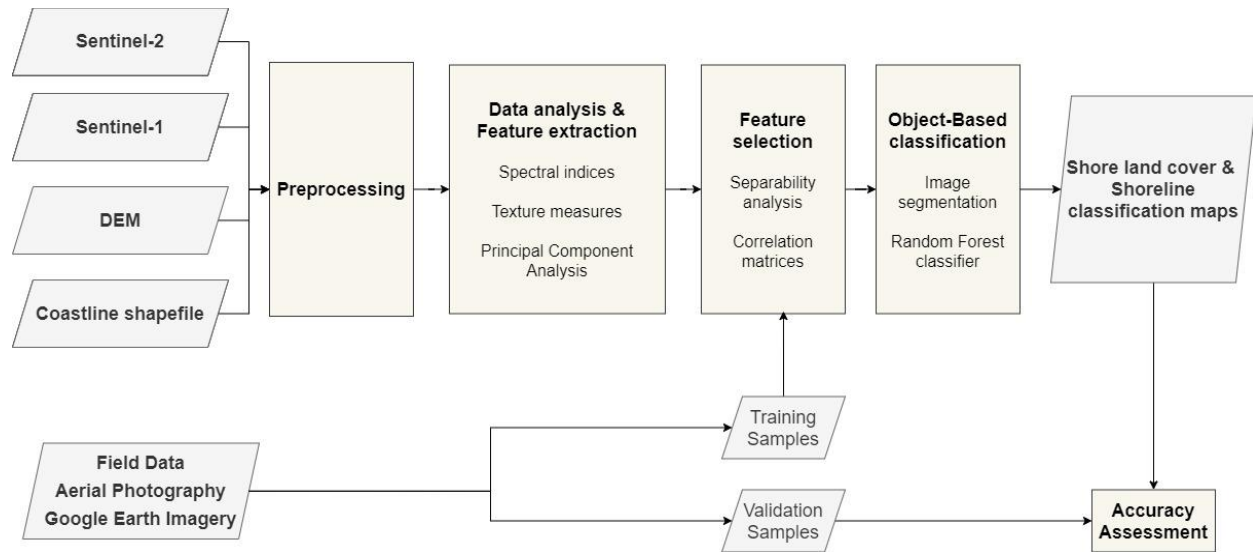 Sentinel-2
Sentinel-1
DEM
Coastline shapefile
Preprocessing
Data analysis &
Feature extraction
Spectral indices
Texture measures
Principal Component
Analysis
Feature
selection
Separability
analysis
Correlation
matrices
Object-Based
classification
Image
segmentation
Random Forest
classifier
Shore land cover &
Shoreline
classification maps
Field Data
Aerial Photography
Google Earth Imagery
Training
Samples
Validation
Samples
Accuracy
Assessment